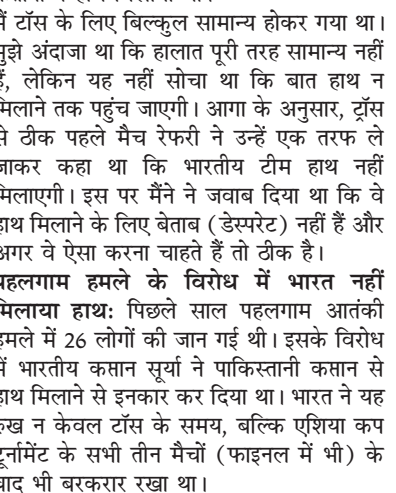 मैं टॉस के लिए बिल्कुल सामान्य होकर गया था।
मुझे अंदाजा था कि हालात पूरी तरह सामान्य नहीं
हैं, लेकिन यह नहीं सोचा था कि बात हाथ न
मिलाने तक पहुंच जाएगी। आगा के अनुसार, ट्रॉस
से ठीक पहले मैच रेफरी ने उन्हें एक तरफ ले
जाकर कहा था कि भारतीय टीम हाथ नहीं
मिलाएगी। इस पर मैंने ने जवाब दिया था कि वे
हाथ मिलाने के लिए बेताब (डेस्परेट) नहीं हैं और
अगर वे ऐसा करना चाहते हैं तो ठीक है।
पहलगाम हमले के विरोध में भारत नहीं
मिलाया हाथ: पिछले साल पहलगाम आतंकी
हमले में 26 लोगों की जान गई थी। इसके विरोध
में भारतीय कप्तान सूर्या ने पाकिस्तानी कप्तान से
हाथ मिलाने से इनकार कर दिया था। भारत ने यह
रुख न केवल टॉस के समय, बल्कि एशिया कप
टूर्नामेंट के सभी तीन मैचों (फाइनल में भी) के
बाद भी बरकरार रखा था।